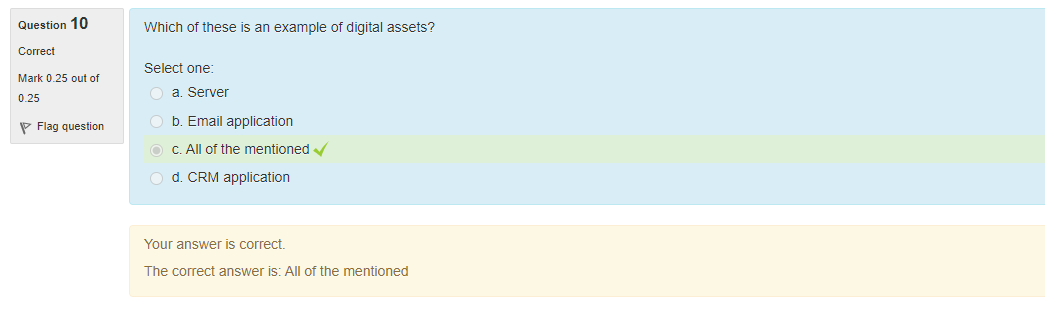 Question 10
Correct
Mark 0.25 out of
0.25
Flag question
Which of these is an example of digital assets?
Select one:
a. Server
b. Email application
c. All of the mentioned
d. CRM application
Your answer is correct.
The correct answer is: All of the mentioned